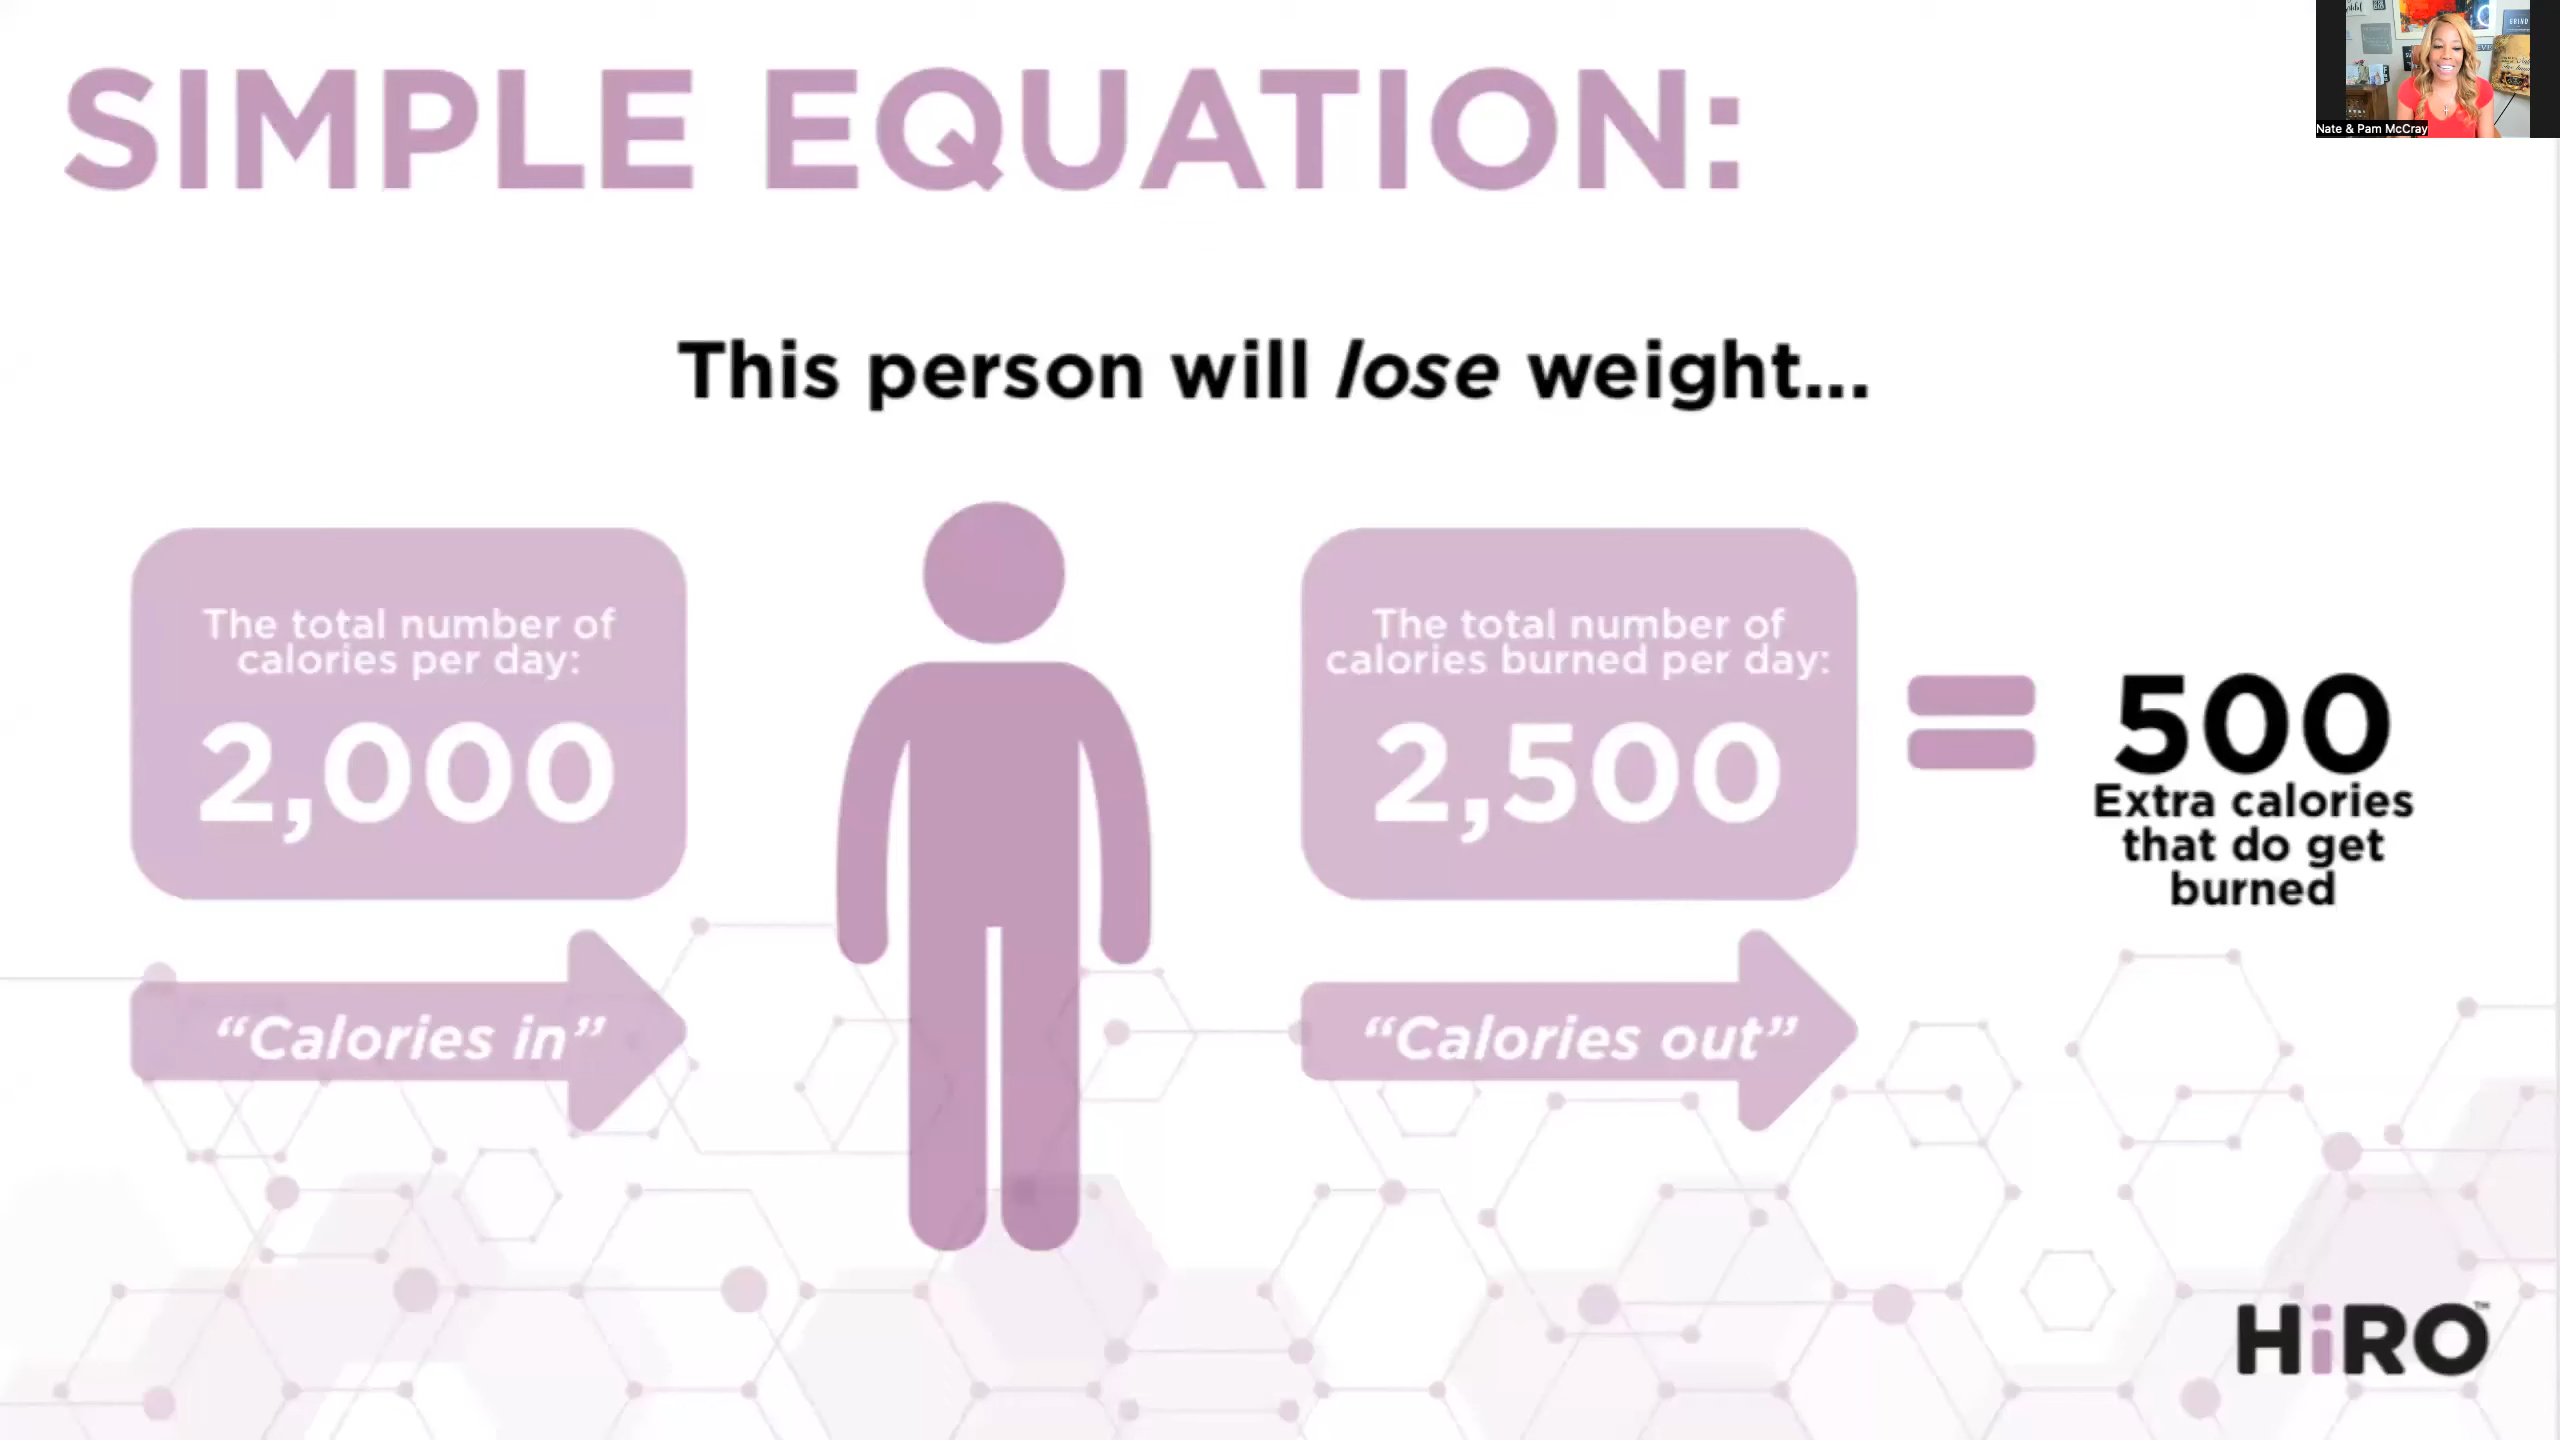 SIMPLE EQUATION:
Nate & Pam McCray
This person will lose weight...
The total number of
calories per day:
2,000
“Calories in”
The total number of
calories burned per day:
2,500
“Calories out”
500
Extra calories
that do get
burned
HiRO™